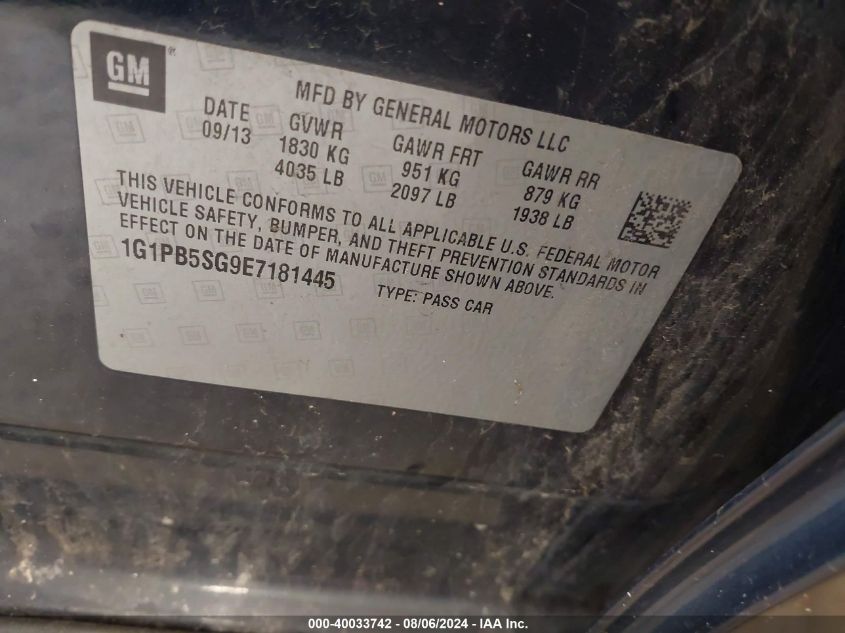 GM
MFD BY GENERAL MOTORS LLC
DATE GVWR GAWR FRT GAWR RR
09/13 1830 KG 951 KG 879 KG
4035 LB 2097 LB 1938 LB
THIS VEHICLE CONFORMS TO ALL APPLICABLE U.S. FEDERAL MOTOR
VEHICLE SAFETY, BUMPER, AND THEFT PREVENTION STANDARDS IN
EFFECT ON THE DATE OF MANUFACTURE SHOWN ABOVE.
1G1PB5SG9E7181445 TYPE: PASS CAR
000-40033742 - 08/06/2024 - IAA Inc.